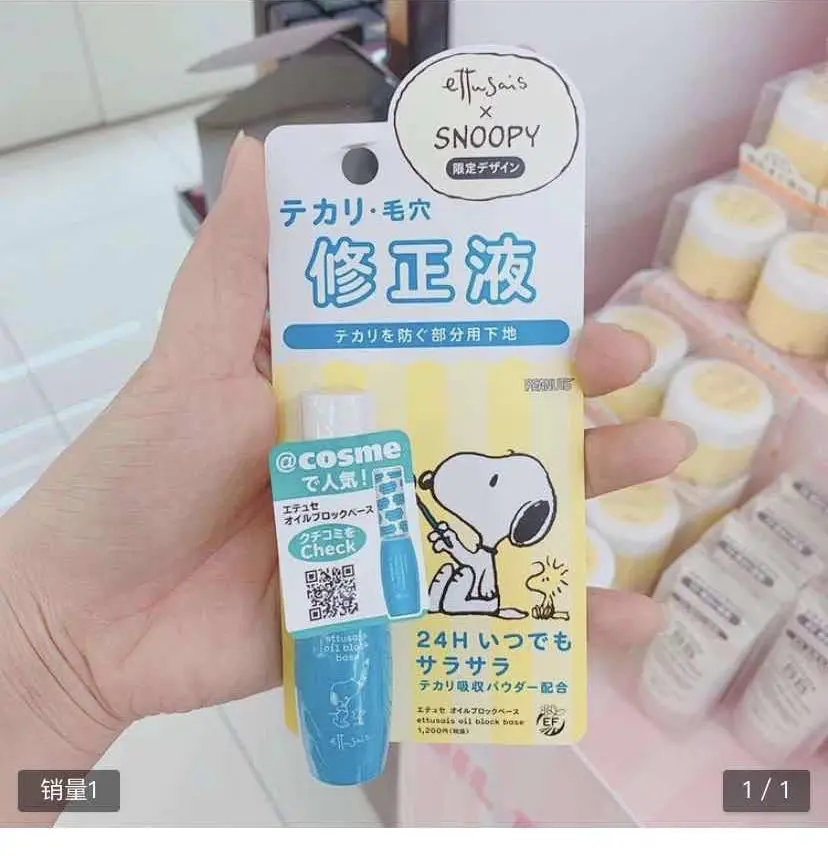 ettusais
×
SNOOPY
限定デザイン
テカリ・毛穴
修正液
テカリを防ぐ部分用下地
PEANUTS
@cosme
で人気！
エテュセ
オイルブロックベース
クチコミを
Check
ettusais
oil block
base
ettusais
24H いつでも
サラサラ
テカリ吸収パウダー配合
エテュセ オイルブロックベース
ettusais oil block base
1,200円(税抜)
EF
销量1
1 / 1